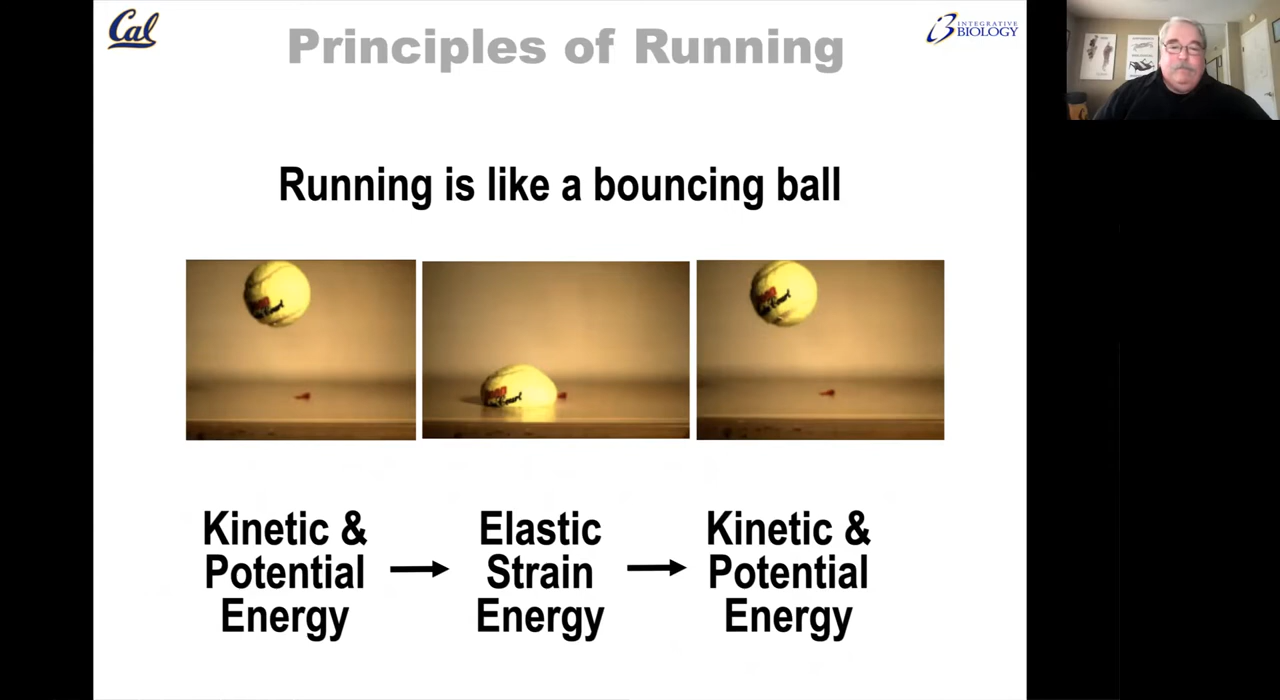 Cal
Principles of Running
INTEGRATIVE
BIOLOGY
Running is like a bouncing ball
Kinetic &
Potential
Energy
Elastic
Strain
Energy
Kinetic &
Potential
Energy